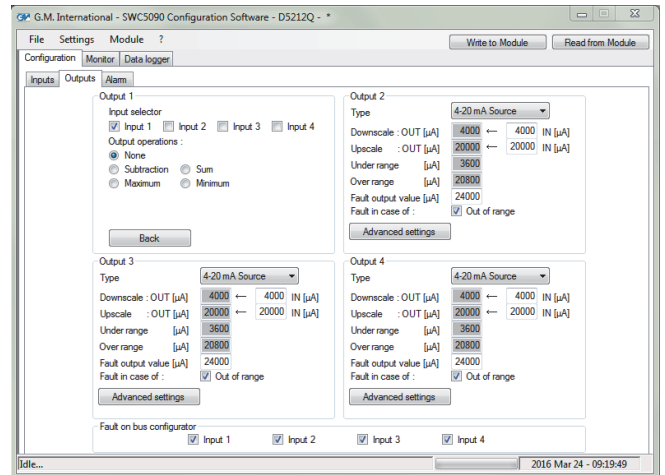 G.M. International - SWC5090 Configuration Software - D5212Q - *
File Settings Module ?
Write to Module Read from Module
Configuration Monitor Data logger
Inputs Outputs Alarm
Output 1
Input selector
Input 1 Input 2 Input 3 Input 4
Output operations :
None
Subtraction Sum
Maximum Minimum
Back
Output 2
Type 4-20 mA Source
Downscale : OUT [µA] 4000 ← 4000 IN [µA]
Upscale : OUT [µA] 20000 ← 20000 IN [µA]
Under range [µA] 3600
Over range [µA] 20800
Fault output value [µA] 24000
Fault in case of : Out of range
Advanced settings
Output 3
Type 4-20 mA Source
Downscale : OUT [µA] 4000 ← 4000 IN [µA]
Upscale : OUT [µA] 20000 ← 20000 IN [µA]
Under range [µA] 3600
Over range [µA] 20800
Fault output value [µA] 24000
Fault in case of : Out of range
Advanced settings
Output 4
Type 4-20 mA Source
Downscale : OUT [µA] 4000 ← 4000 IN [µA]
Upscale : OUT [µA] 20000 ← 20000 IN [µA]
Under range [µA] 3600
Over range [µA] 20800
Fault output value [µA] 24000
Fault in case of : Out of range
Advanced settings
Fault on bus configurator
Input 1 Input 2 Input 3 Input 4
Idle... 2016 Mar 24 - 09:19:49